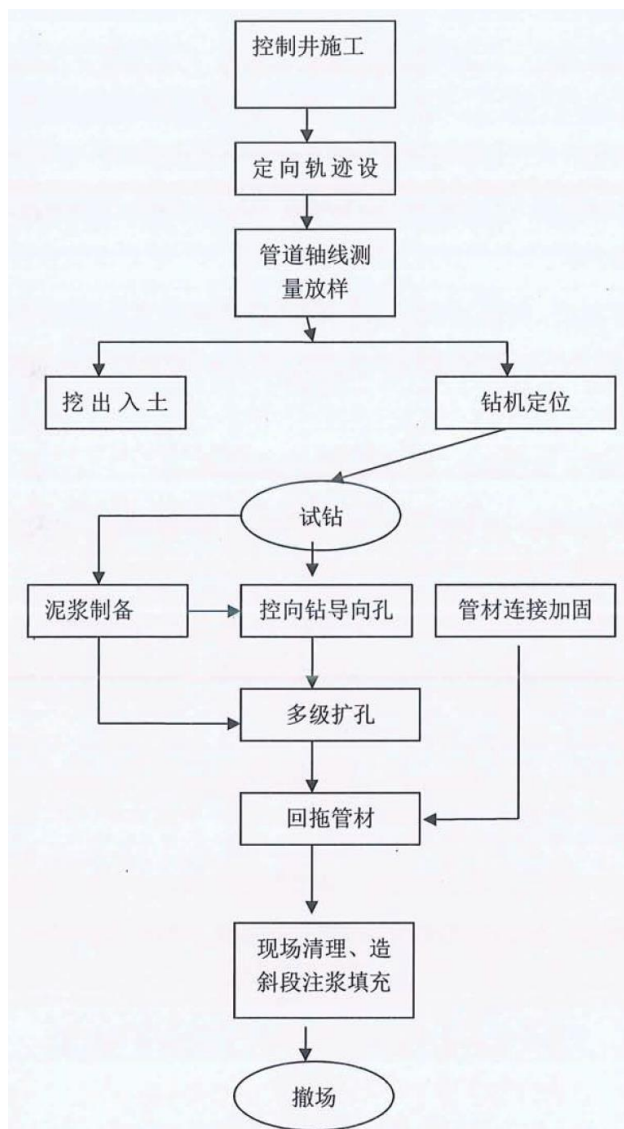 控制井施工
定向轨迹设
管道轴线测
量放样
挖出入土
钻机定位
试钻
泥浆制备
控向钻导向孔
管材连接加固
多级扩孔
回拖管材
现场清理、造
斜段注浆填充
撤场